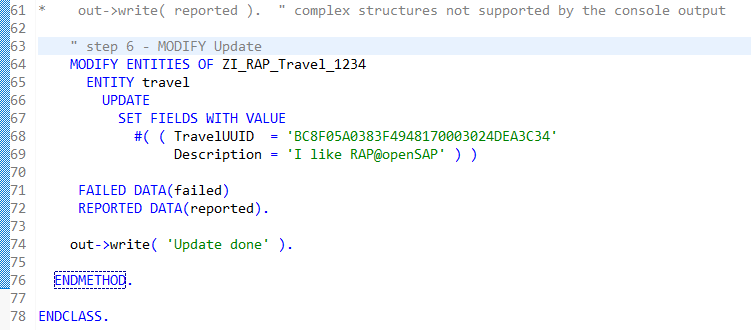 61 *    out->write( reported ).  " complex structures not supported by the console output
62
63     " step 6 - MODIFY Update
64     MODIFY ENTITIES OF ZI_RAP_Travel_1234
65       ENTITY travel
66         UPDATE
67           SET FIELDS WITH VALUE
68             #( ( TravelUUID  = 'BC8F05A0383F4948170003024DEA3C34'
69                  Description = 'I like RAP@openSAP' ) )
70
71      FAILED DATA(failed)
72      REPORTED DATA(reported).
73
74     out->write( 'Update done' ).
75
76   ENDMETHOD.
77
78 ENDCLASS.